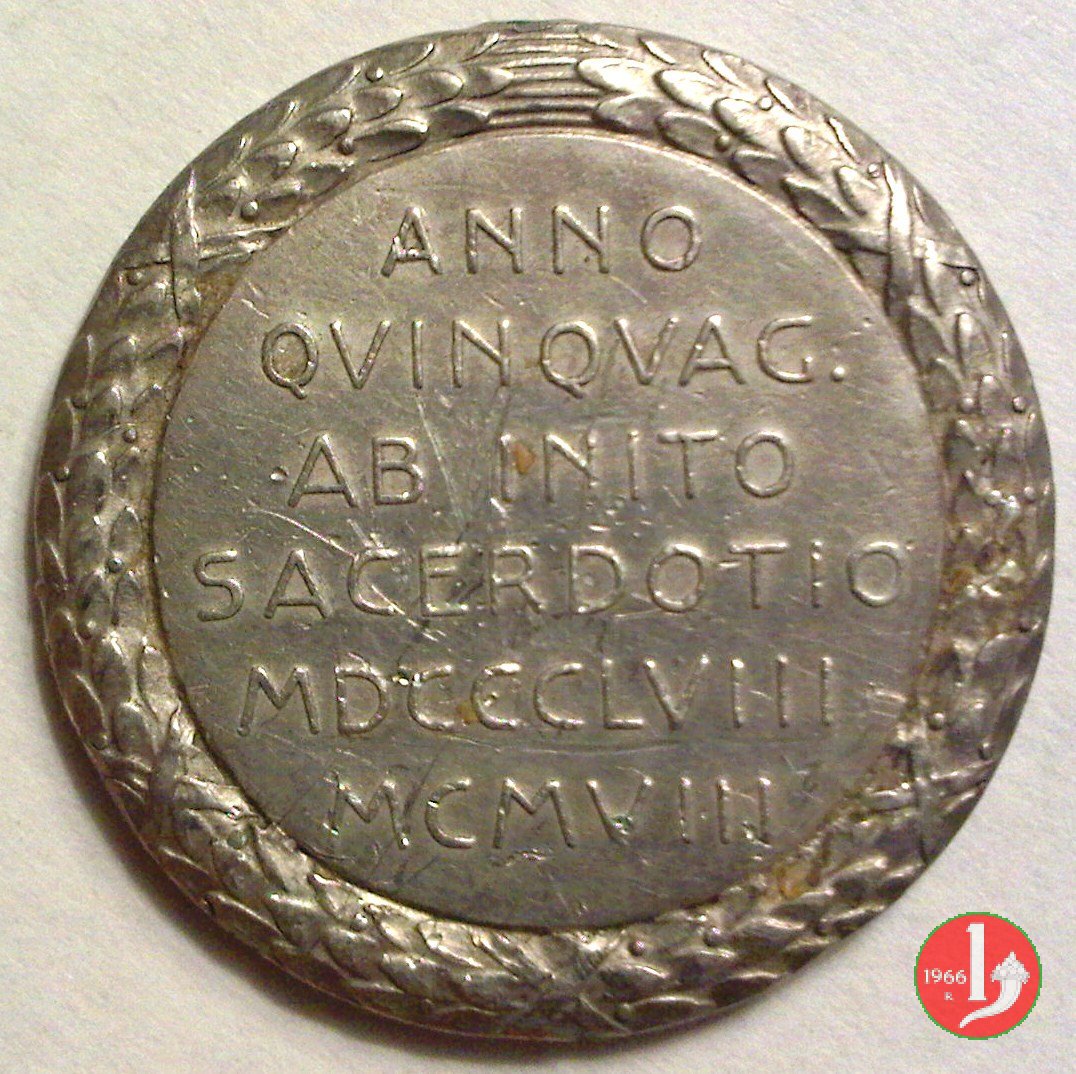 ANNO
QVINQVAG.
AB INITO
SACERDOTIO
MDCCCLVIII
MCMVIII
1966
R.